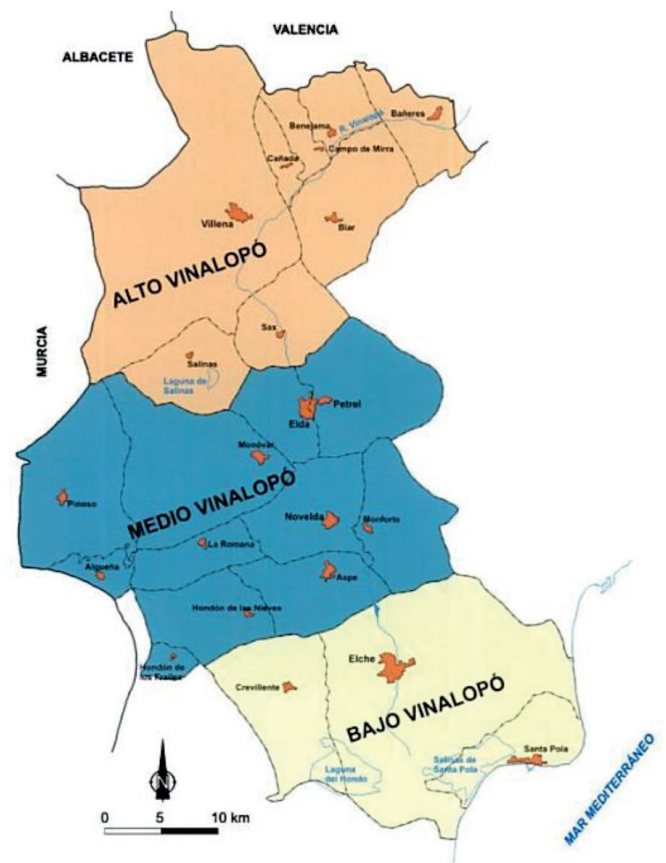 VALENCIA
ALBACETE
Bañeres
R. Vinalopó
Benejama
Campo de Mirra
Cañada
Villena
Biar
ALTO VINALOPÓ
Sax
MURCIA
Salinas
Laguna de
Salinas
Petrel
Elda
Monóvar
Pinoso
MEDIO VINALOPÓ
Novelda
Monforte
La Romana
Algueña
Aspe
Hondón de las Nieves
Hondón de
los Frailes
Elche
Crevillente
BAJO VINALOPÓ
Santa Pola
Salinas de
Santa Pola
Laguna
del Hondo
MAR MEDITERRÁNEO
N
0 5 10 km